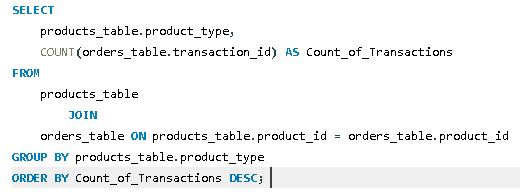 SELECT
products_table.product_type,
COUNT(orders_table.transaction_id) AS Count_of_Transactions
FROM
products_table
JOIN
orders_table ON products_table.product_id = orders_table.product_id
GROUP BY products_table.product_type
ORDER BY Count_of_Transactions DESC;